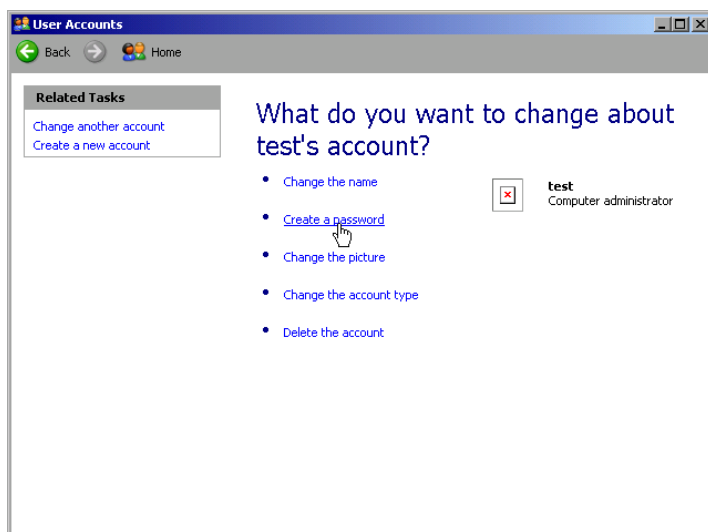 User Accounts
Back Home
Related Tasks
Change another account
Create a new account
What do you want to change about
test's account?
Change the name
Create a password
Change the picture
Change the account type
Delete the account
test
Computer administrator